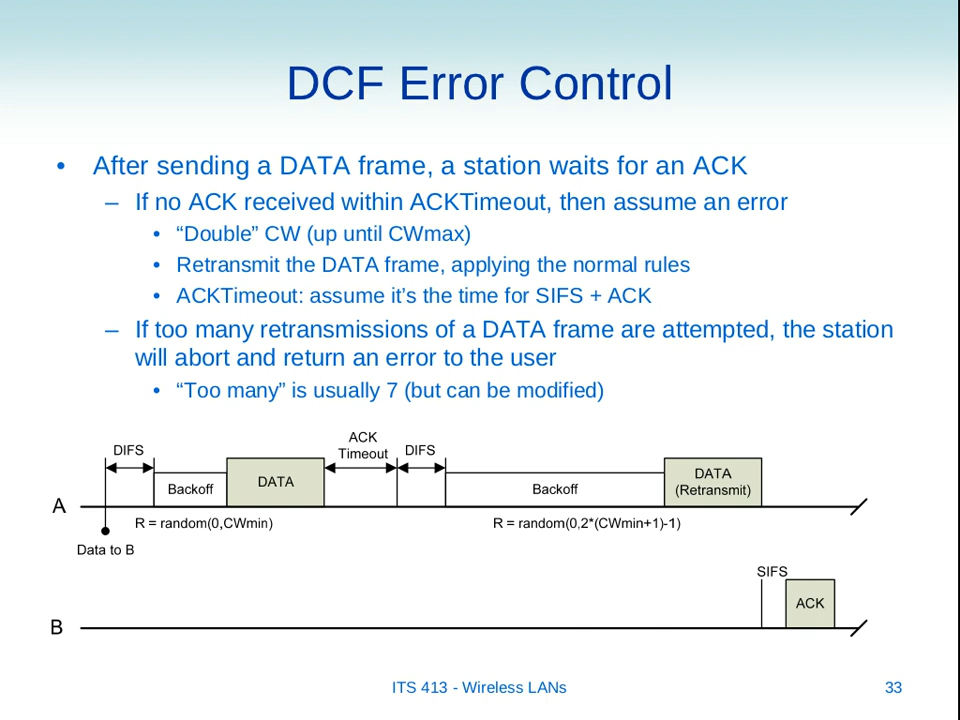 DCF Error Control
• After sending a DATA frame, a station waits for an ACK
– If no ACK received within ACKTimeout, then assume an error
• “Double” CW (up until CWmax)
• Retransmit the DATA frame, applying the normal rules
• ACKTimeout: assume it’s the time for SIFS + ACK
– If too many retransmissions of a DATA frame are attempted, the station
will abort and return an error to the user
• “Too many” is usually 7 (but can be modified)
DIFS
ACK
Timeout
DIFS
Backoff
DATA
Backoff
DATA
(Retransmit)
A
R = random(0,CWmin)
R = random(0,2*(CWmin+1)-1)
Data to B
SIFS
ACK
B
ITS 413 - Wireless LANs
33